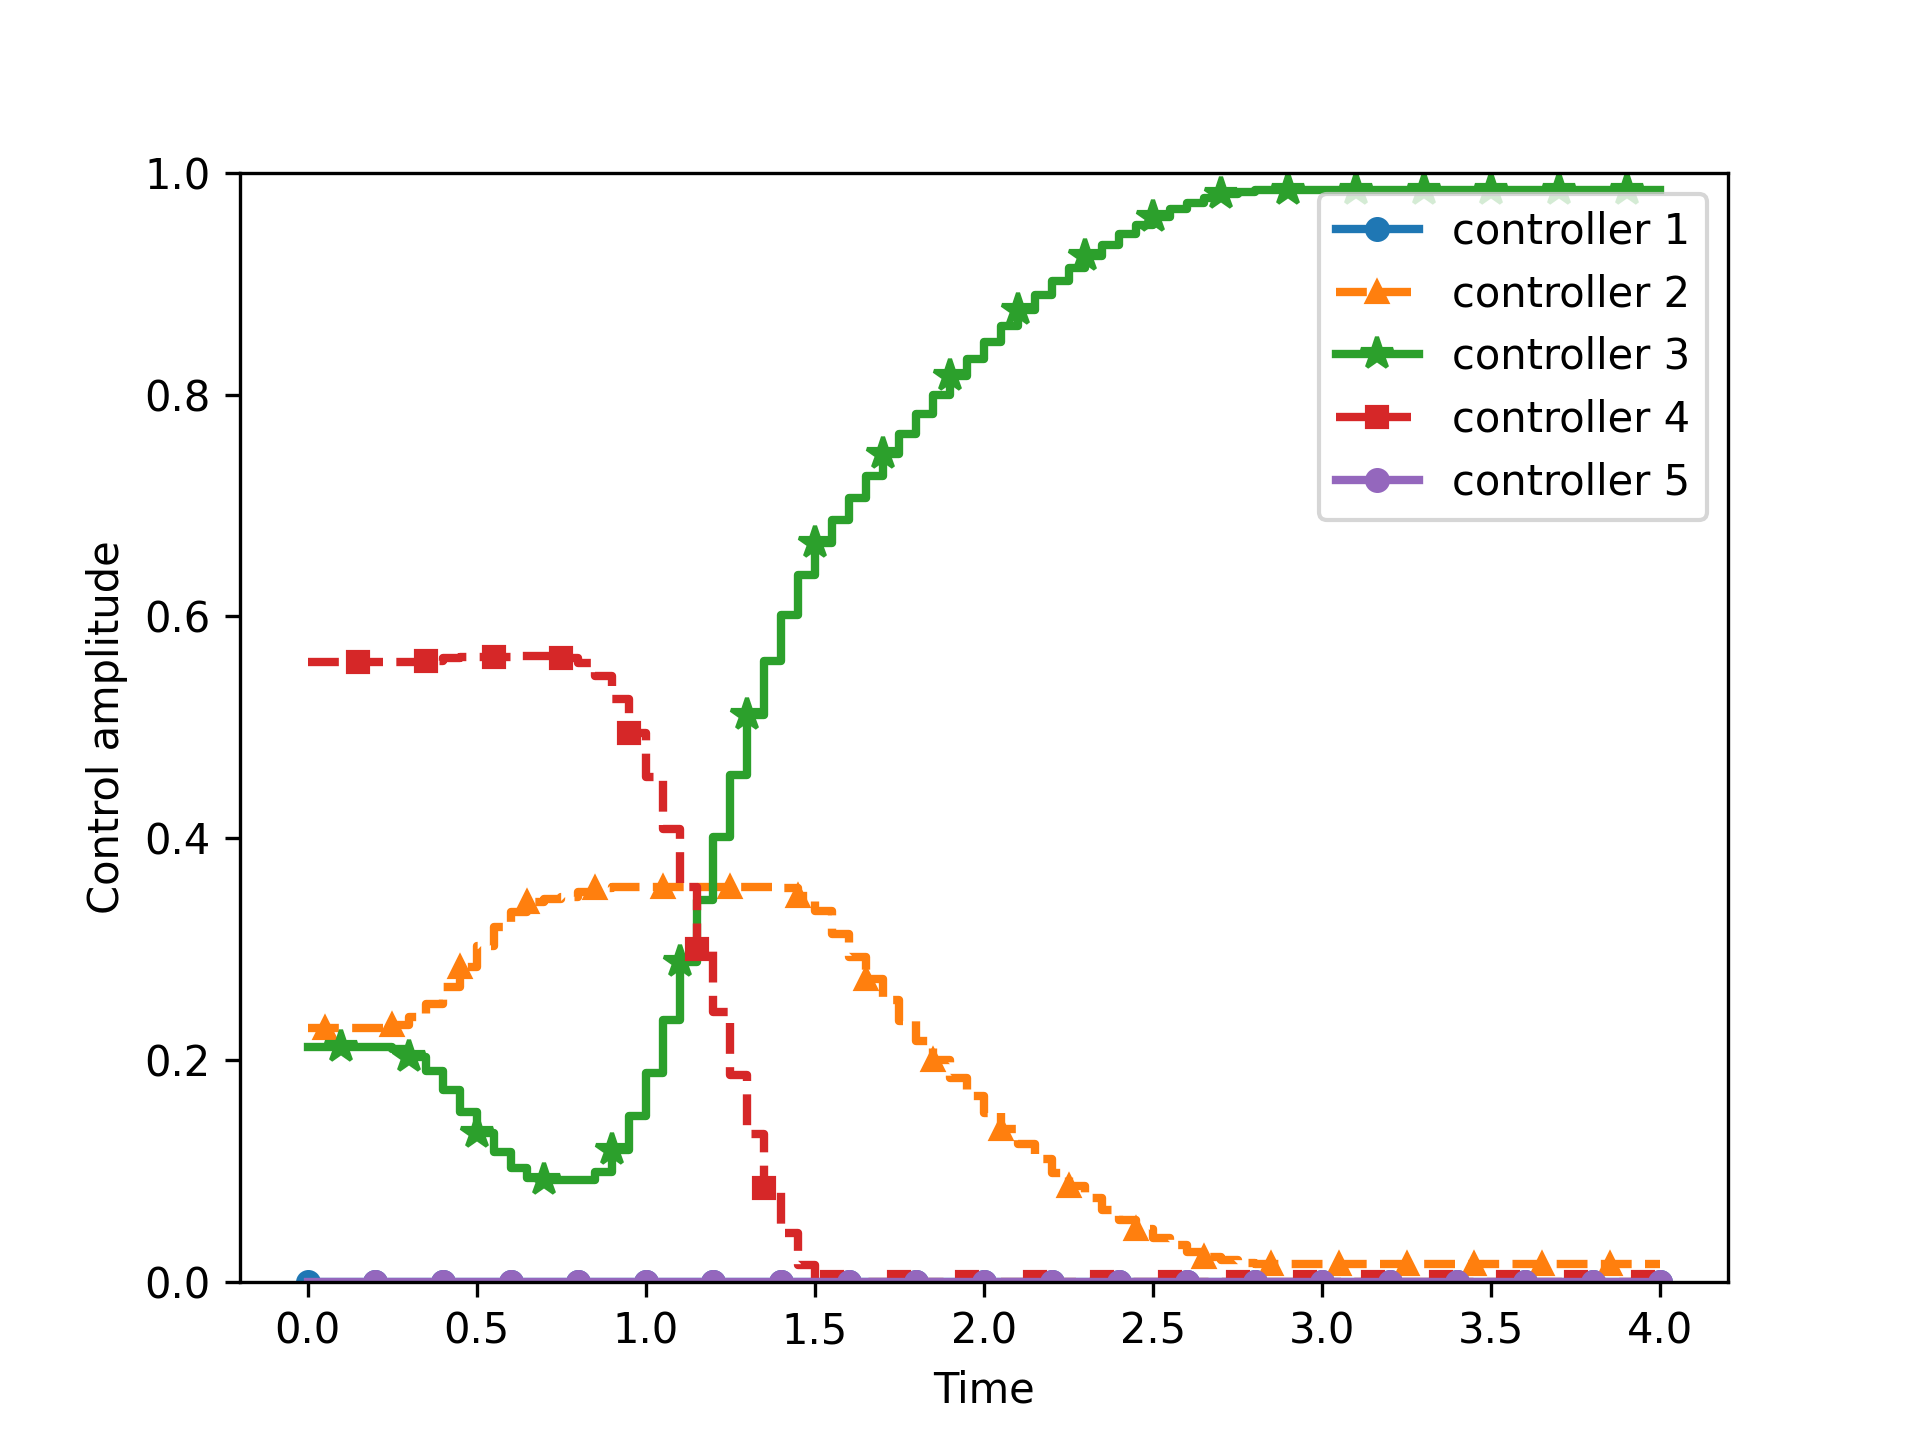 1.0
0.8
0.6
0.4
0.2
0.0
Control amplitude
controller 1
controller 2
controller 3
controller 4
controller 5
0.0 0.5 1.0 1.5 2.0 2.5 3.0 3.5 4.0
Time